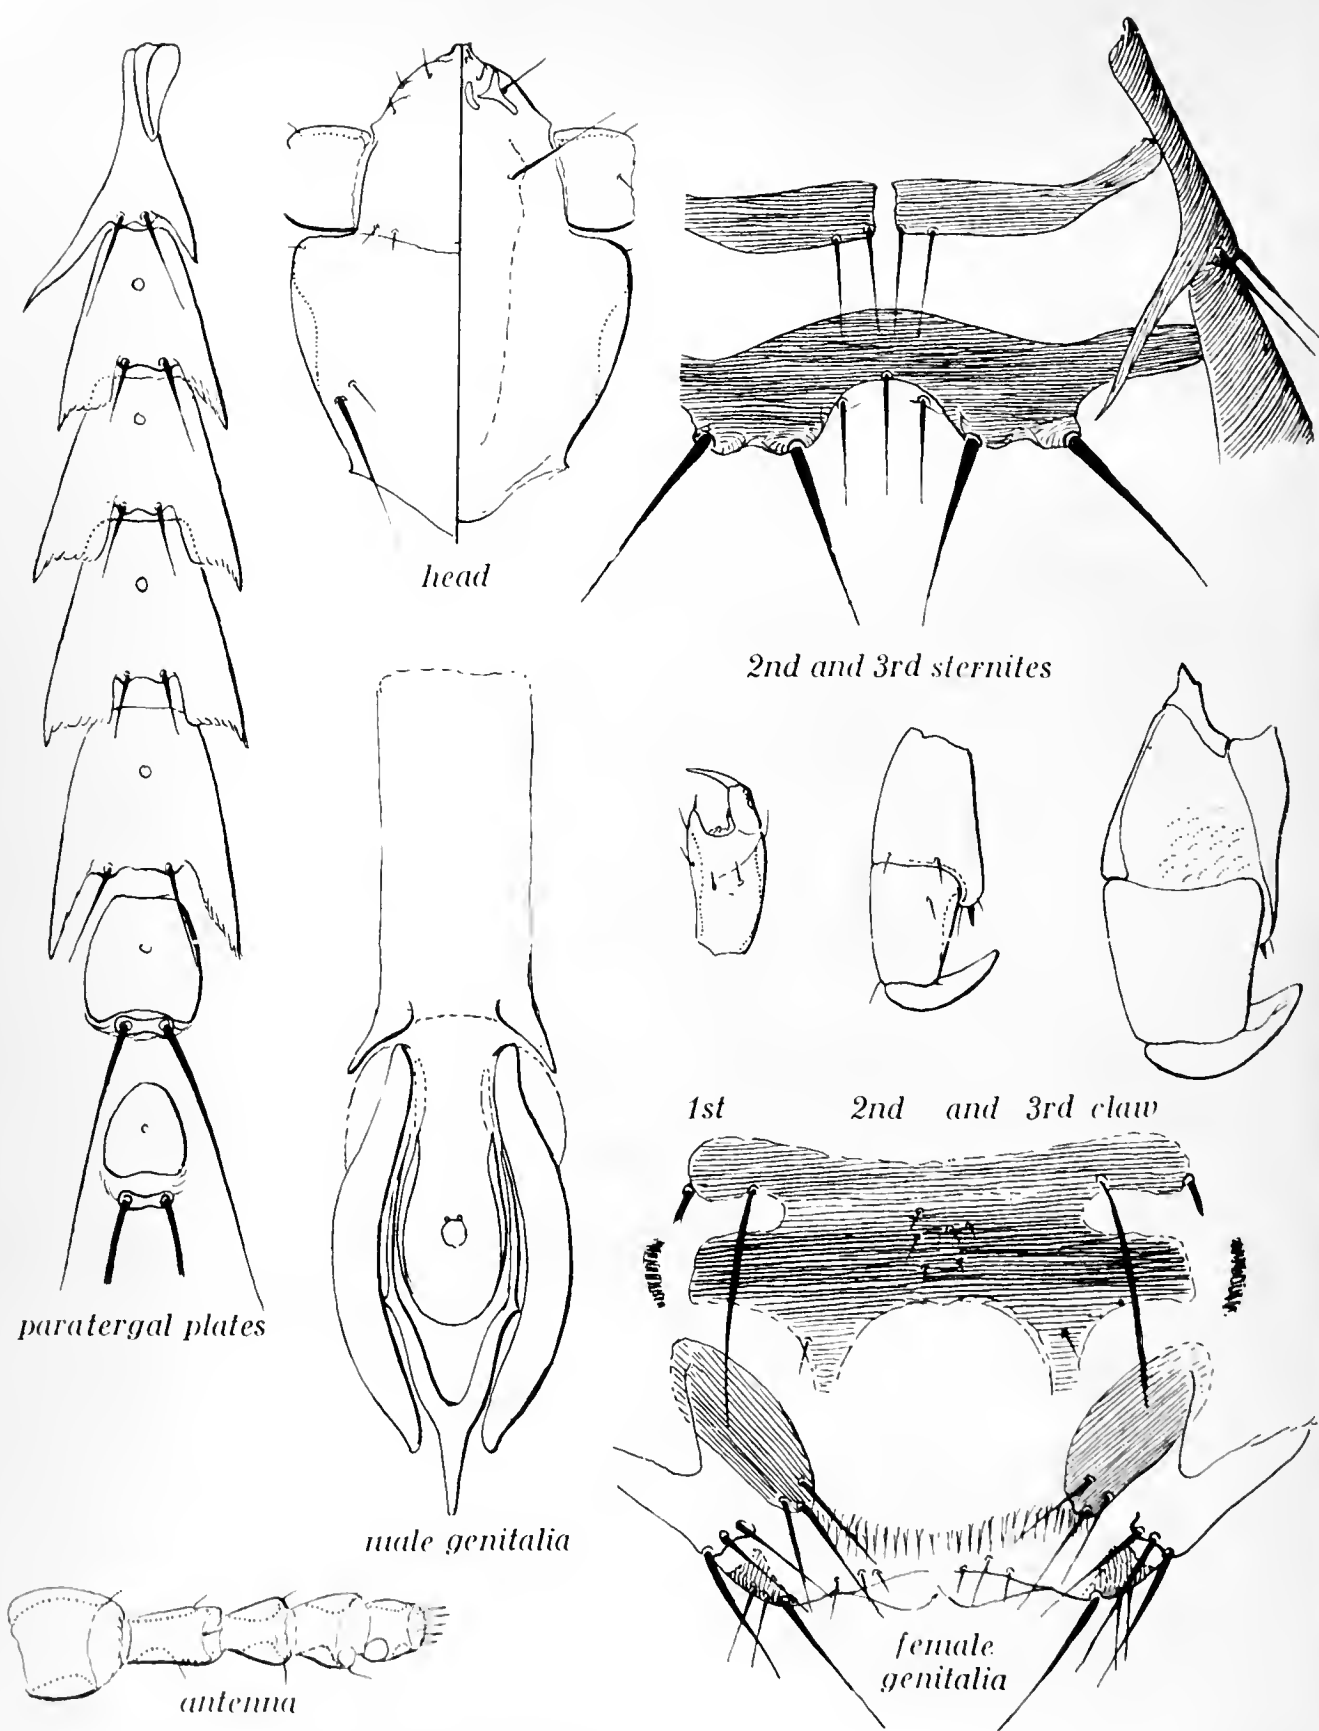 head
2nd and 3rd sternites
1st 2nd and 3rd claw
paratergal plates
male genitalia
female
genitalia
antenna